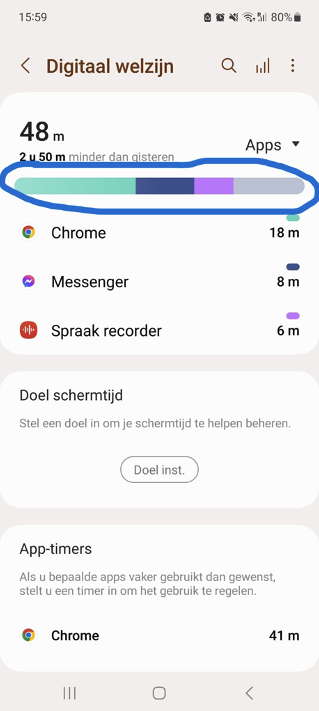 15:59
80%
Digitaal welzijn
48 m
Apps
2 u 50 m minder dan gisteren
Chrome 18 m
Messenger 8 m
Spraak recorder 6 m
Doel schermtijd
Stel een doel in om je schermtijd te helpen beheren.
Doel inst.
App-timers
Als u bepaalde apps vaker gebruikt dan gewenst,
stelt u een timer in om het gebruik te regelen.
Chrome 41 m